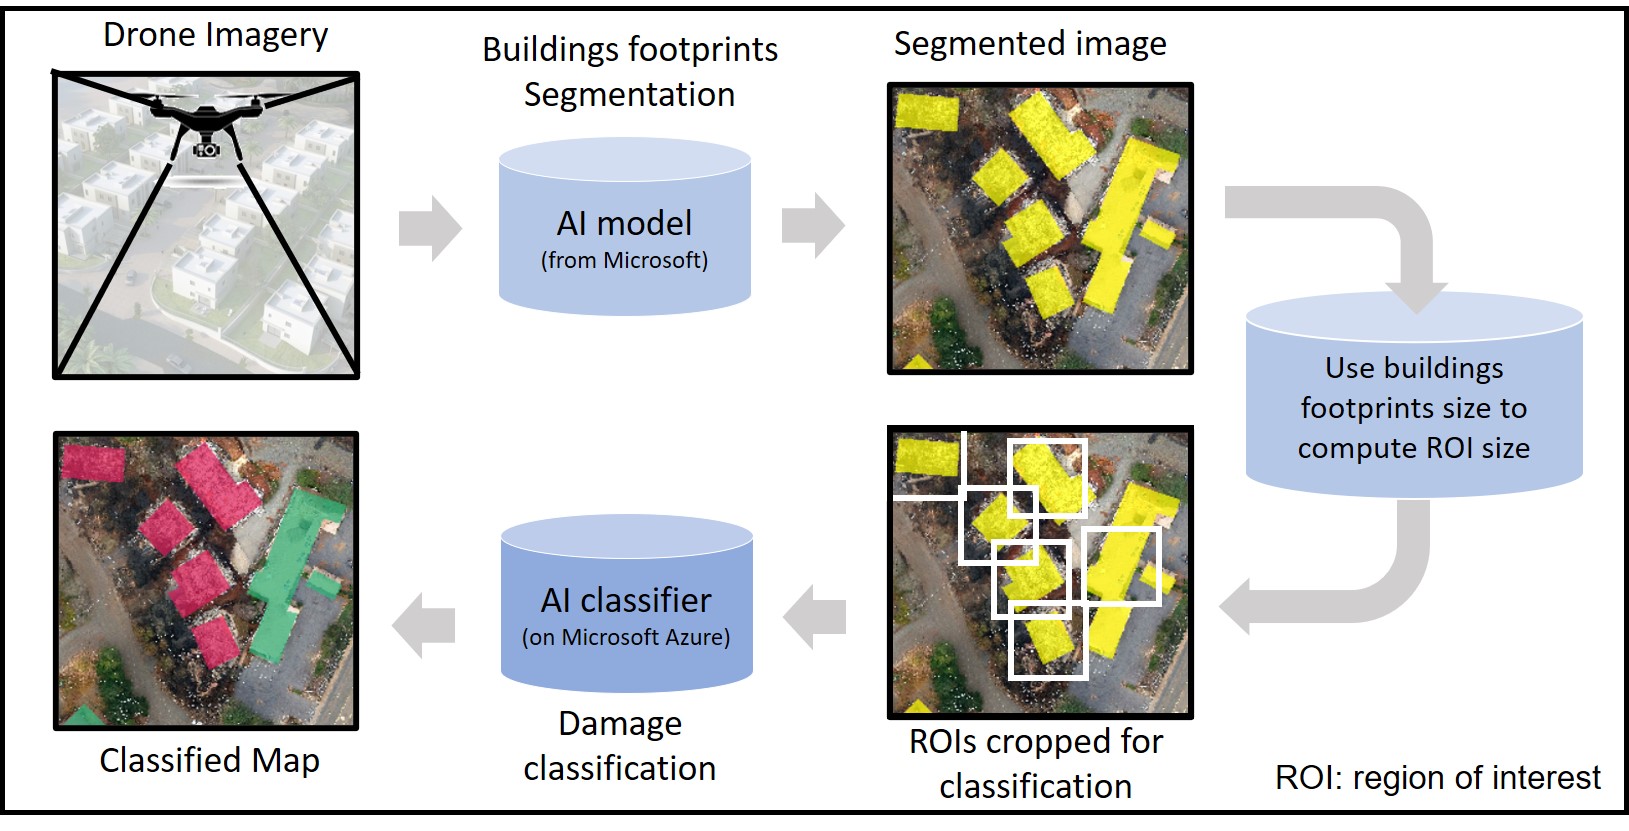 Drone Imagery
Buildings footprints
Segmentation
AI model
(from Microsoft)
Segmented image
Use buildings
footprints size to
compute ROI size
ROIs cropped for
classification
AI classifier
(on Microsoft Azure)
Damage
classification
Classified Map
ROI: region of interest